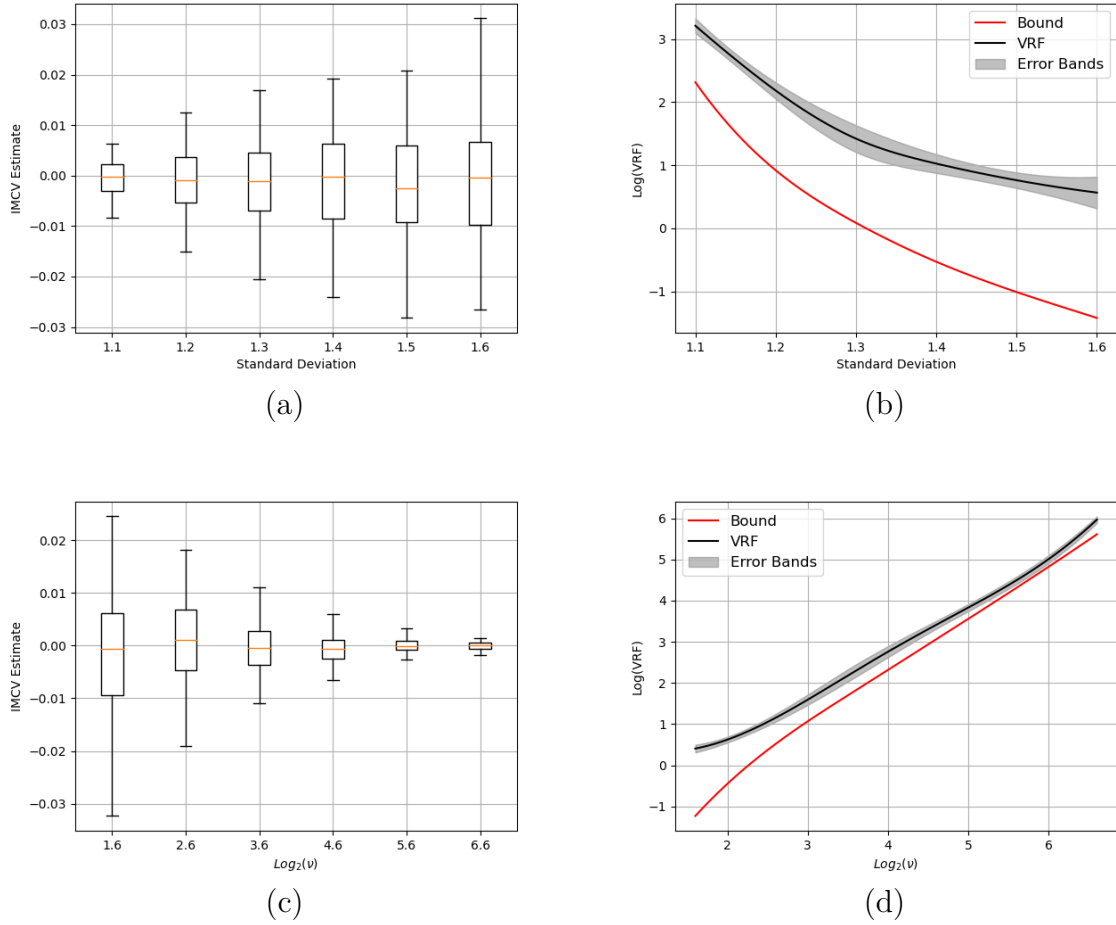 0.03
0.02
0.01
0.00
−0.01
−0.02
−0.03
IMCV Estimate
1.1 1.2 1.3 1.4 1.5 1.6
Standard Deviation
(a)
Bound
VRF
Error Bands
3
2
1
0
−1
Log(VRF)
1.1 1.2 1.3 1.4 1.5 1.6
Standard Deviation
(b)
0.02
0.01
0.00
−0.01
−0.02
−0.03
IMCV Estimate
1.6 2.6 3.6 4.6 5.6 6.6
Log₂(ν)
(c)
Bound
VRF
Error Bands
6
5
4
3
2
1
0
−1
Log(VRF)
2 3 4 5 6
Log₂(ν)
(d)